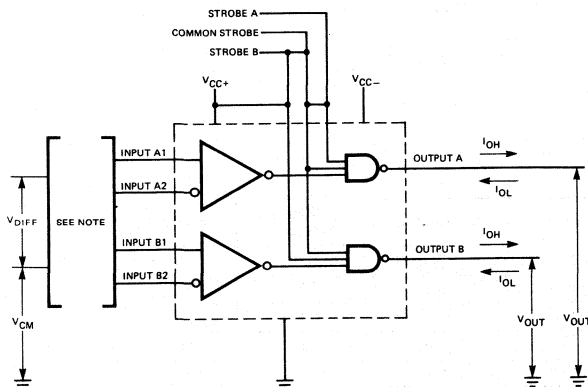 STROBE A
COMMON STROBE
STROBE B
VCC+
VCC−
INPUT A1
INPUT A2
INPUT B1
INPUT B2
VDIFF
SEE NOTE
VCM
OUTPUT A
IOH
IOL
OUTPUT B
IOH
IOL
VOUT
VOUT